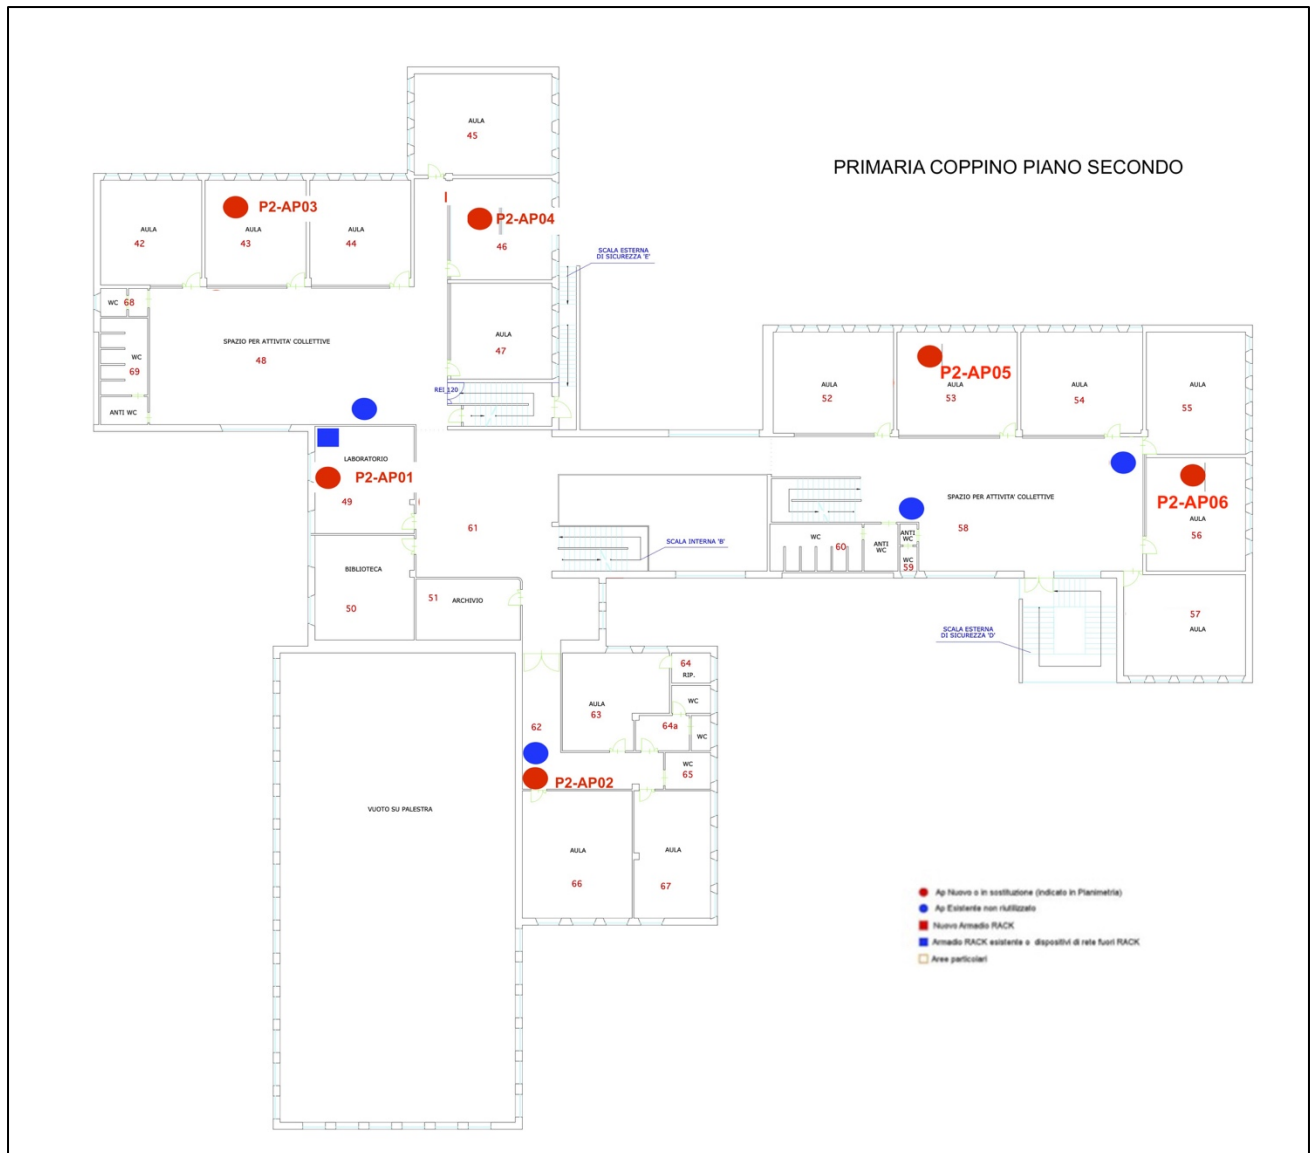 PRIMARIA COPPINO PIANO SECONDO
AULA
45
P2-AP03
AULA
42
AULA
43
AULA
44
P2-AP04
46
SCALA ESTERNA
DI SICUREZZA 'E'
WC 68
WC
69
ANTI WC
SPAZIO PER ATTIVITA' COLLETTIVE
48
AULA
47
REI 120
LABORATORIO
P2-AP01
49
BIBLIOTECA
50
61
51
ARCHIVIO
SCALA INTERNA 'B'
AULA
52
P2-AP05
AULA
53
AULA
54
AULA
55
P2-AP06
AULA
56
SPAZIO PER ATTIVITA' COLLETTIVE
58
WC
60
ANTI
WC
ANTI
WC
WC
59
57
AULA
SCALA ESTERNA
DI SICUREZZA 'D'
64
RIP.
AULA
63
WC
64a
WC
62
WC
65
P2-AP02
AULA
66
AULA
67
VUOTO SU PALESTRA
Ap Nuovo o in sostituzione (indicato in Planimetria)
Ap Esistente non riutilizzato
Nuovo Armadio RACK
Armadio RACK esistente o dispositivi di rete fuori RACK
Aree particolari